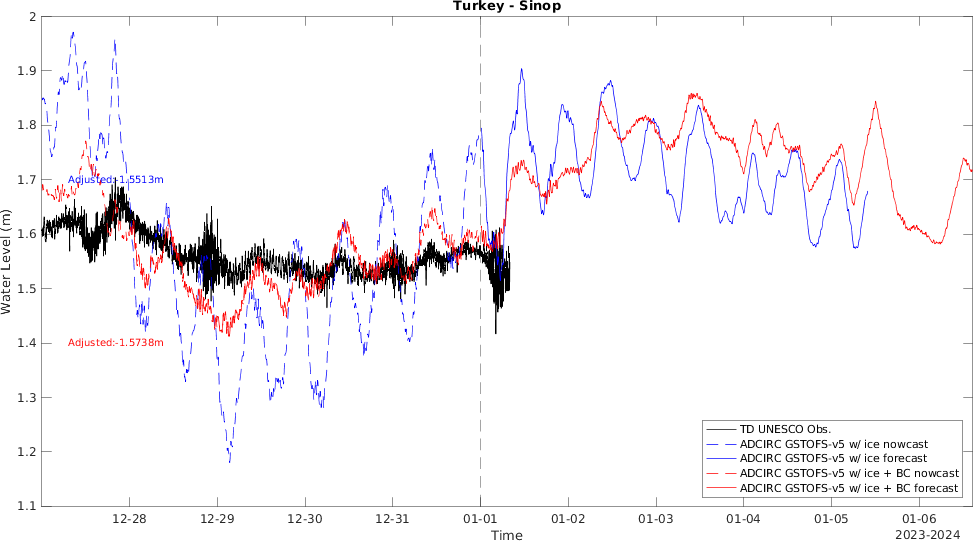 Turkey - Sinop
Water Level (m)
2
1.9
1.8
1.7
1.6
1.5
1.4
1.3
1.2
1.1
Adjusted:-1.5513m
Adjusted:-1.5738m
TD UNESCO Obs.
ADCIRC GSTOFS-v5 w/ ice nowcast
ADCIRC GSTOFS-v5 w/ ice forecast
ADCIRC GSTOFS-v5 w/ ice + BC nowcast
ADCIRC GSTOFS-v5 w/ ice + BC forecast
12-28 12-29 12-30 12-31 01-01 01-02 01-03 01-04 01-05 01-06
Time
2023-2024